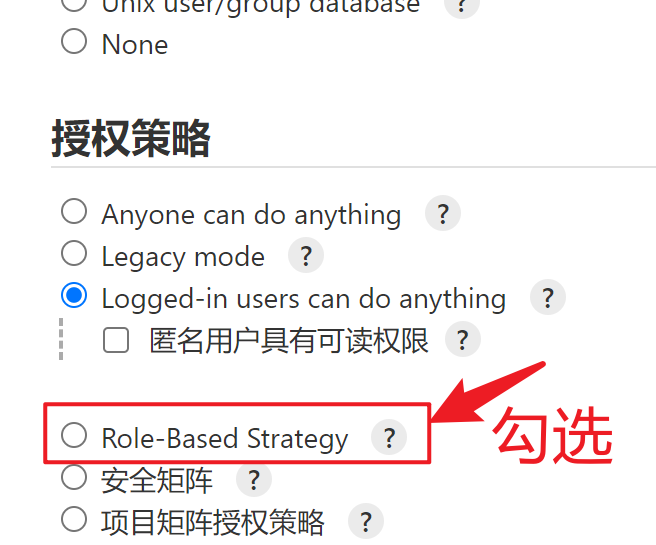 Unix user/group database ?
None
授权策略
Anyone can do anything ?
Legacy mode ?
Logged-in users can do anything ?
匿名用户具有可读权限 ?
Role-Based Strategy ?
勾选
安全矩阵 ?
项目矩阵授权策略 ?